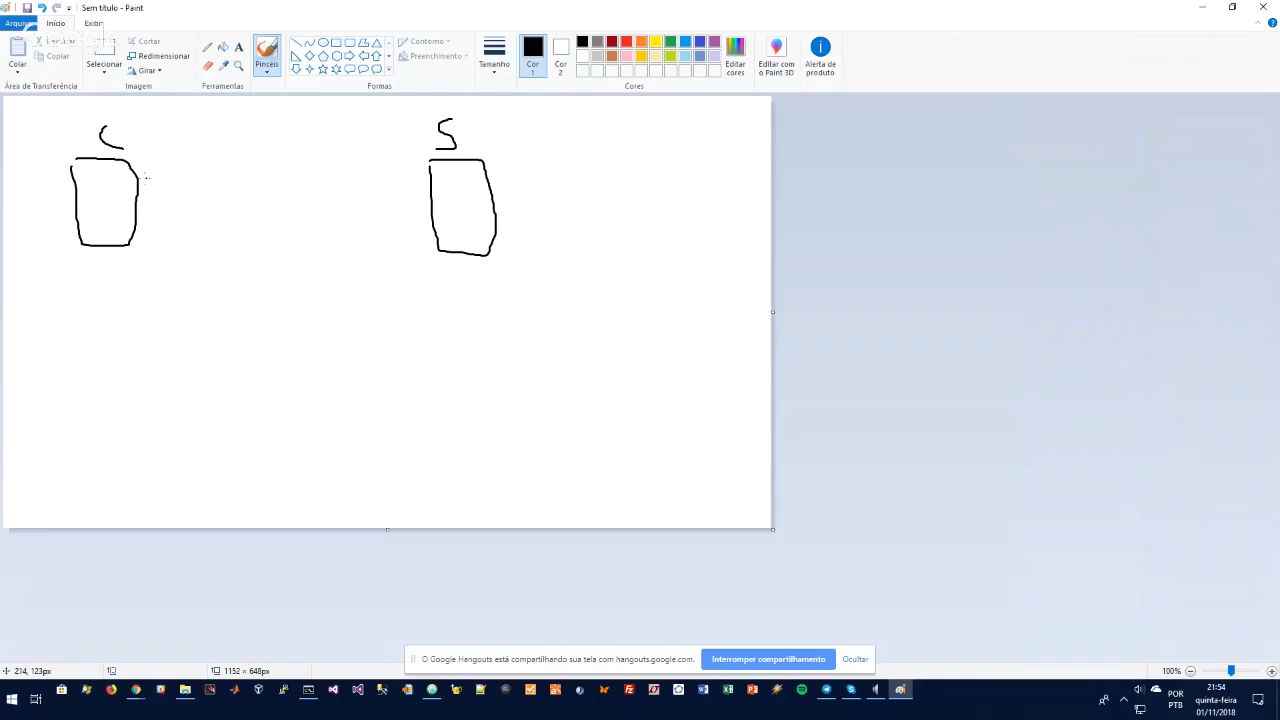 Sem título - Paint
Arquivo Início Exibir
Colar
Copiar
Área de Transferência
Selecionar
Cortar
Redimensionar
Girar
Imagem
A
Ferramentas
Pincéis
Contorno
Preenchimento
Formas
Tamanho
Cor 1
Cor 2
Editar cores
Cores
Editar com o Paint 3D
Alerta de produto
C
S
O Google Hangouts está compartilhando sua tela com hangouts.google.com.
Interromper compartilhamento
Ocultar
214, 123px
1152 × 648px
100%
POR
PTB
21:54
quinta-feira
01/11/2018